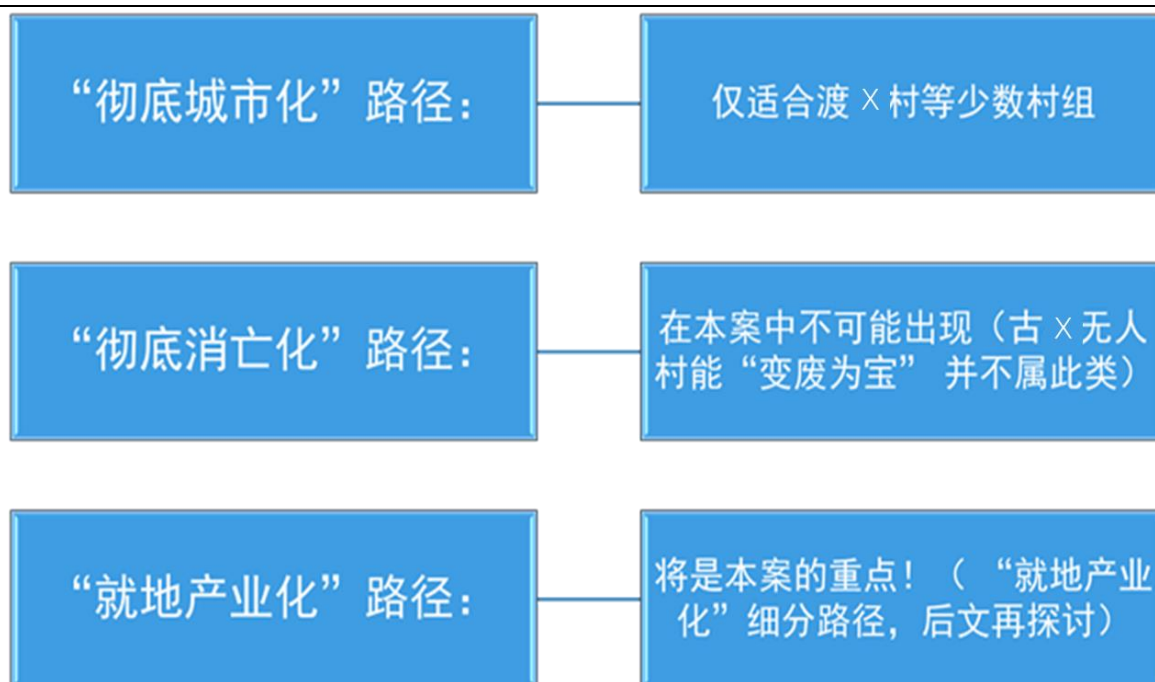 “彻底城市化”路径：
仅适合渡 X 村等少数村组
“彻底消亡化”路径：
在本案中不可能出现（古 X 无人
村能“变废为宝” 并不属此类）
“就地产业化”路径：
将是本案的重点！（ “就地产业
化”细分路径，后文再探讨）